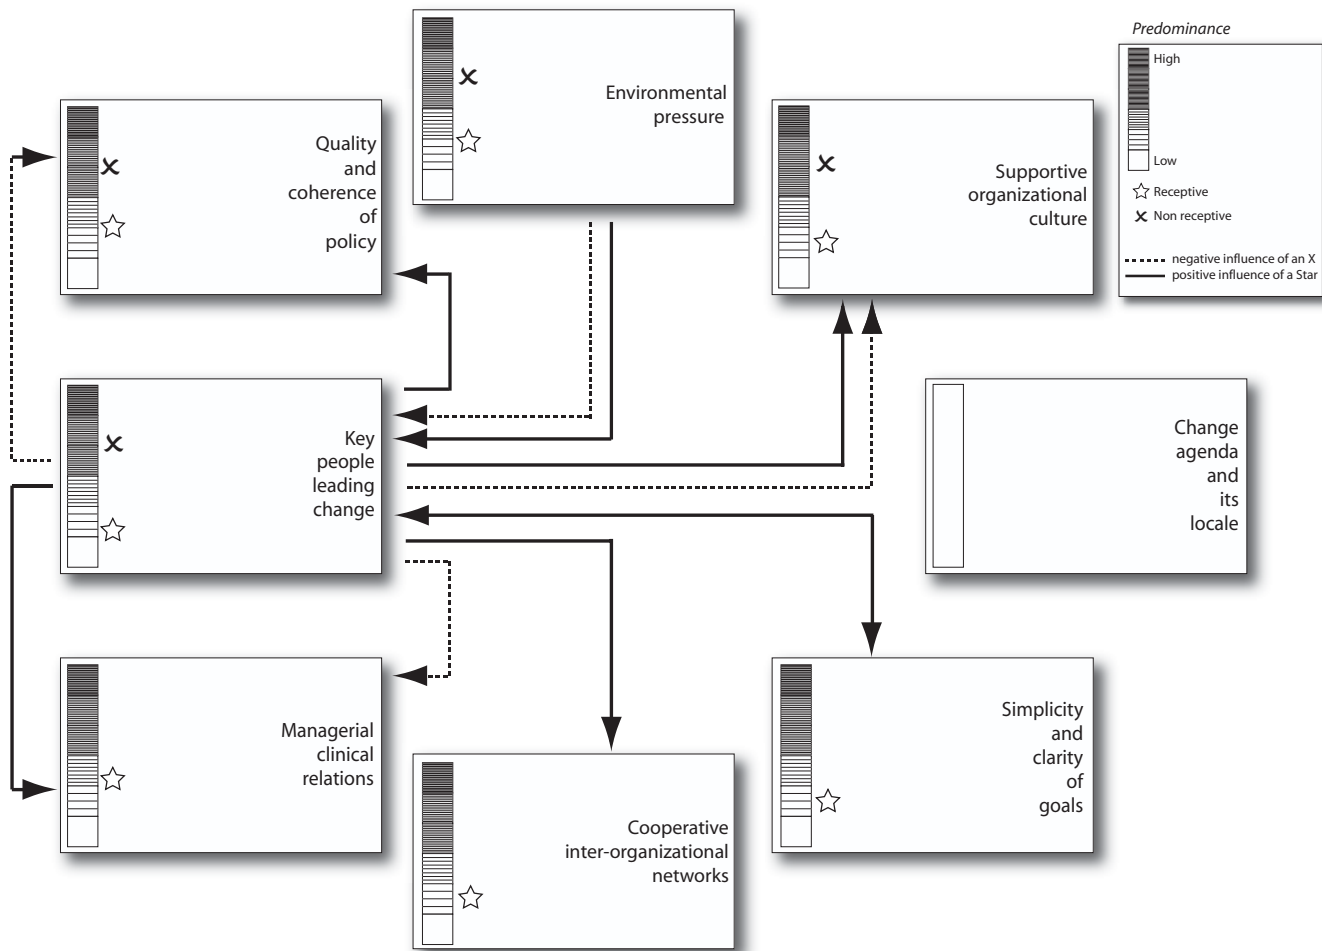 Predominance
High
Low
Receptive
Non receptive
negative influence of an X
positive influence of a Star
Environmental
pressure
Quality
and
coherence
of
policy
Supportive
organizational
culture
Key
people
leading
change
Change
agenda
and
its
locale
Managerial
clinical
relations
Cooperative
inter-organizational
networks
Simplicity
and
clarity
of
goals